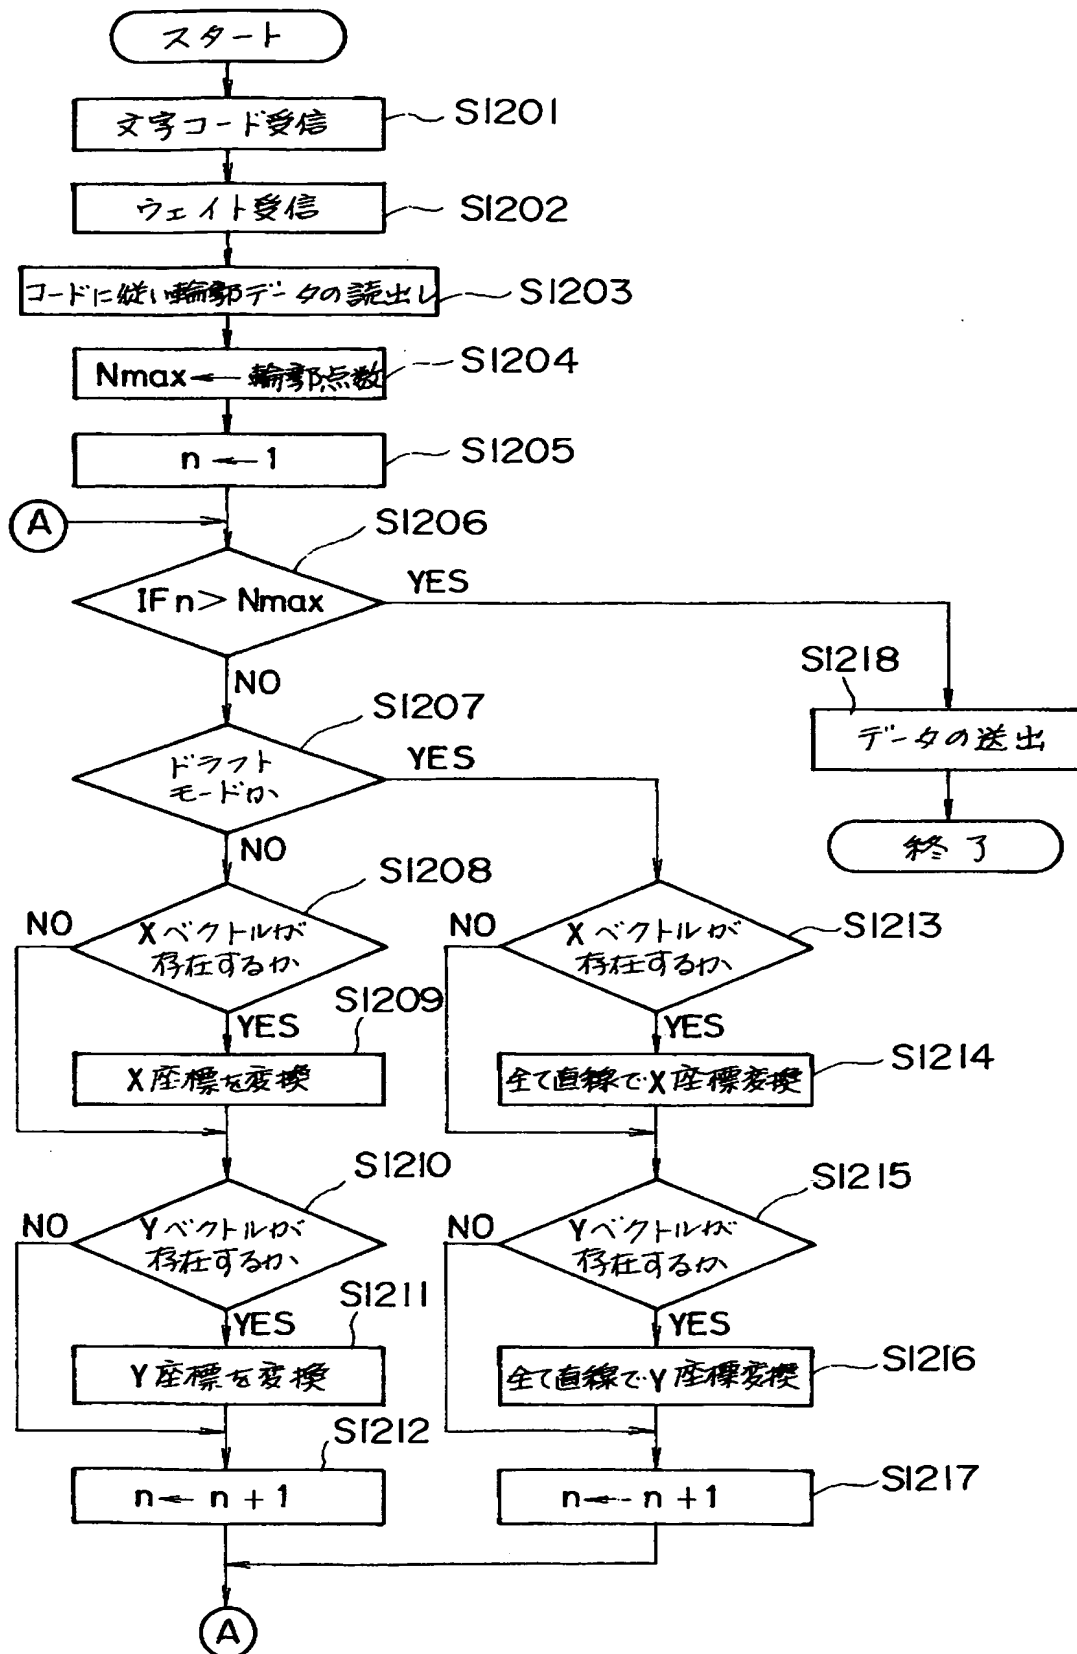 スタート
文字コード受信
S1201
ウェイト受信
S1202
コードに従い輪郭データの読出し
S1203
Nmax ← 輪郭点数
S1204
n ← 1
S1205
A
S1206
IF n > Nmax
YES
NO
S1218
データの送出
終了
S1207
ドラフト
モードか
YES
NO
S1208
Xベクトルが
存在するか
NO
YES
S1213
Xベクトルが
存在するか
NO
YES
S1209
X座標を変換
S1214
全て直線でX座標変換
S1210
Yベクトルが
存在するか
NO
YES
S1215
Yベクトルが
存在するか
NO
YES
S1211
Y座標を変換
S1216
全て直線でY座標変換
S1212
n ← n + 1
S1217
n ← n + 1
A